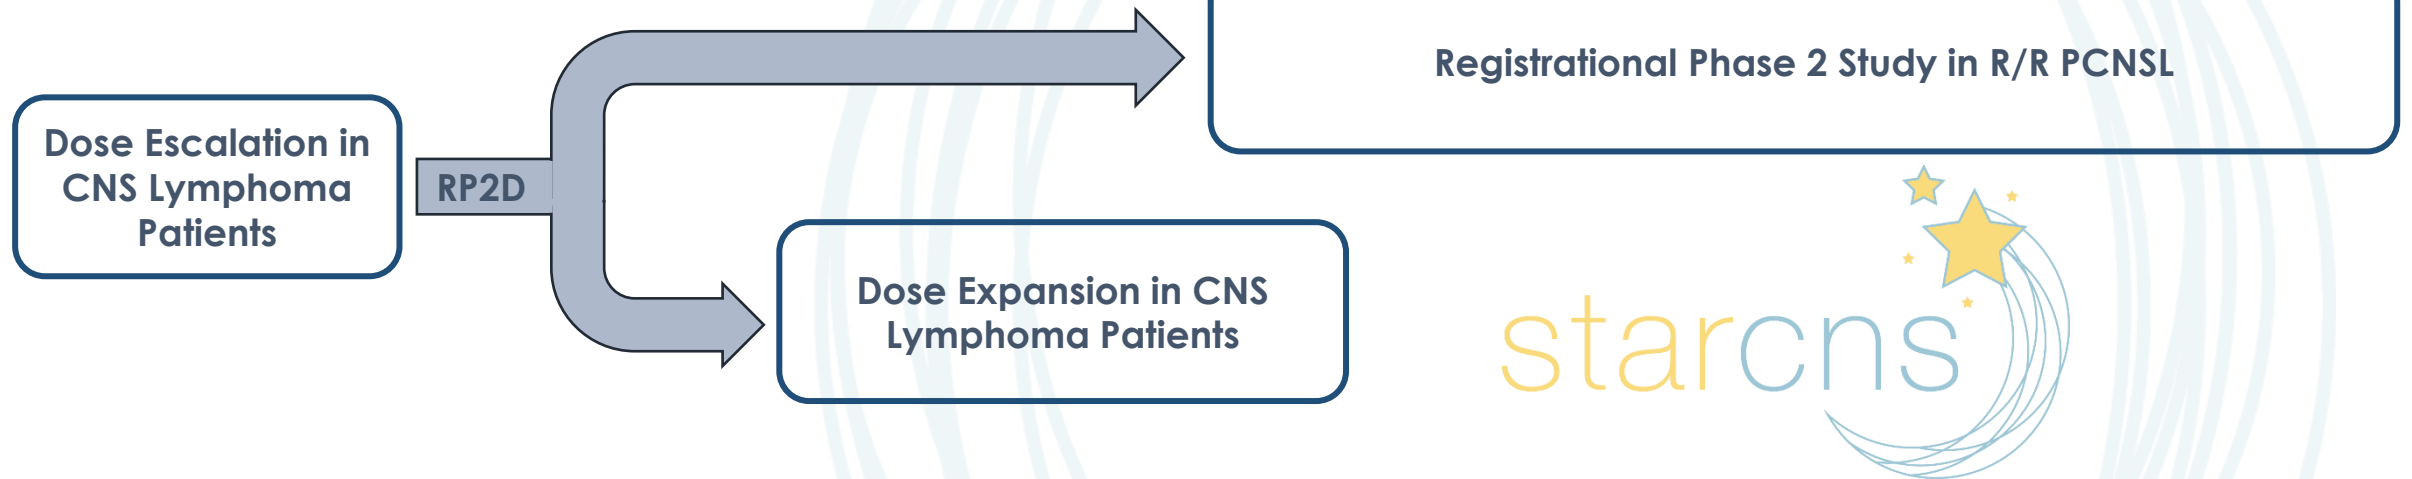 Registrational Phase 2 Study in R/R PCNSL
Dose Escalation in
CNS Lymphoma
Patients
RP2D
Dose Expansion in CNS
Lymphoma Patients
starcns